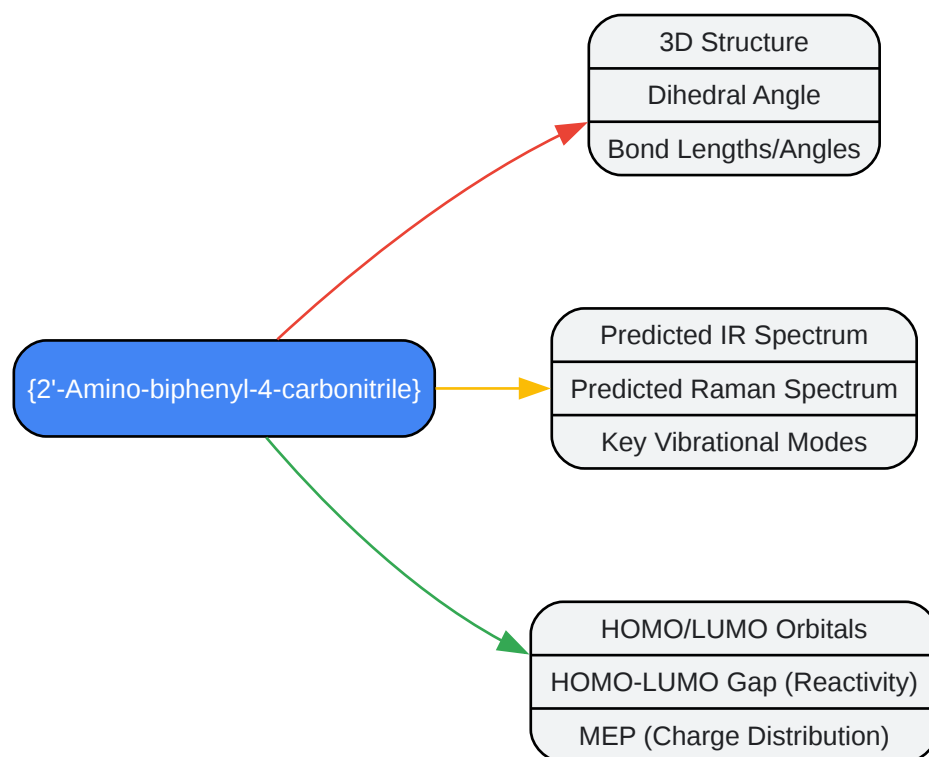 3D Structure
Dihedral Angle
Bond Lengths/Angles
{2'-Amino-biphenyl-4-carbonitrile}
Predicted IR Spectrum
Predicted Raman Spectrum
Key Vibrational Modes
HOMO/LUMO Orbitals
HOMO-LUMO Gap (Reactivity)
MEP (Charge Distribution)